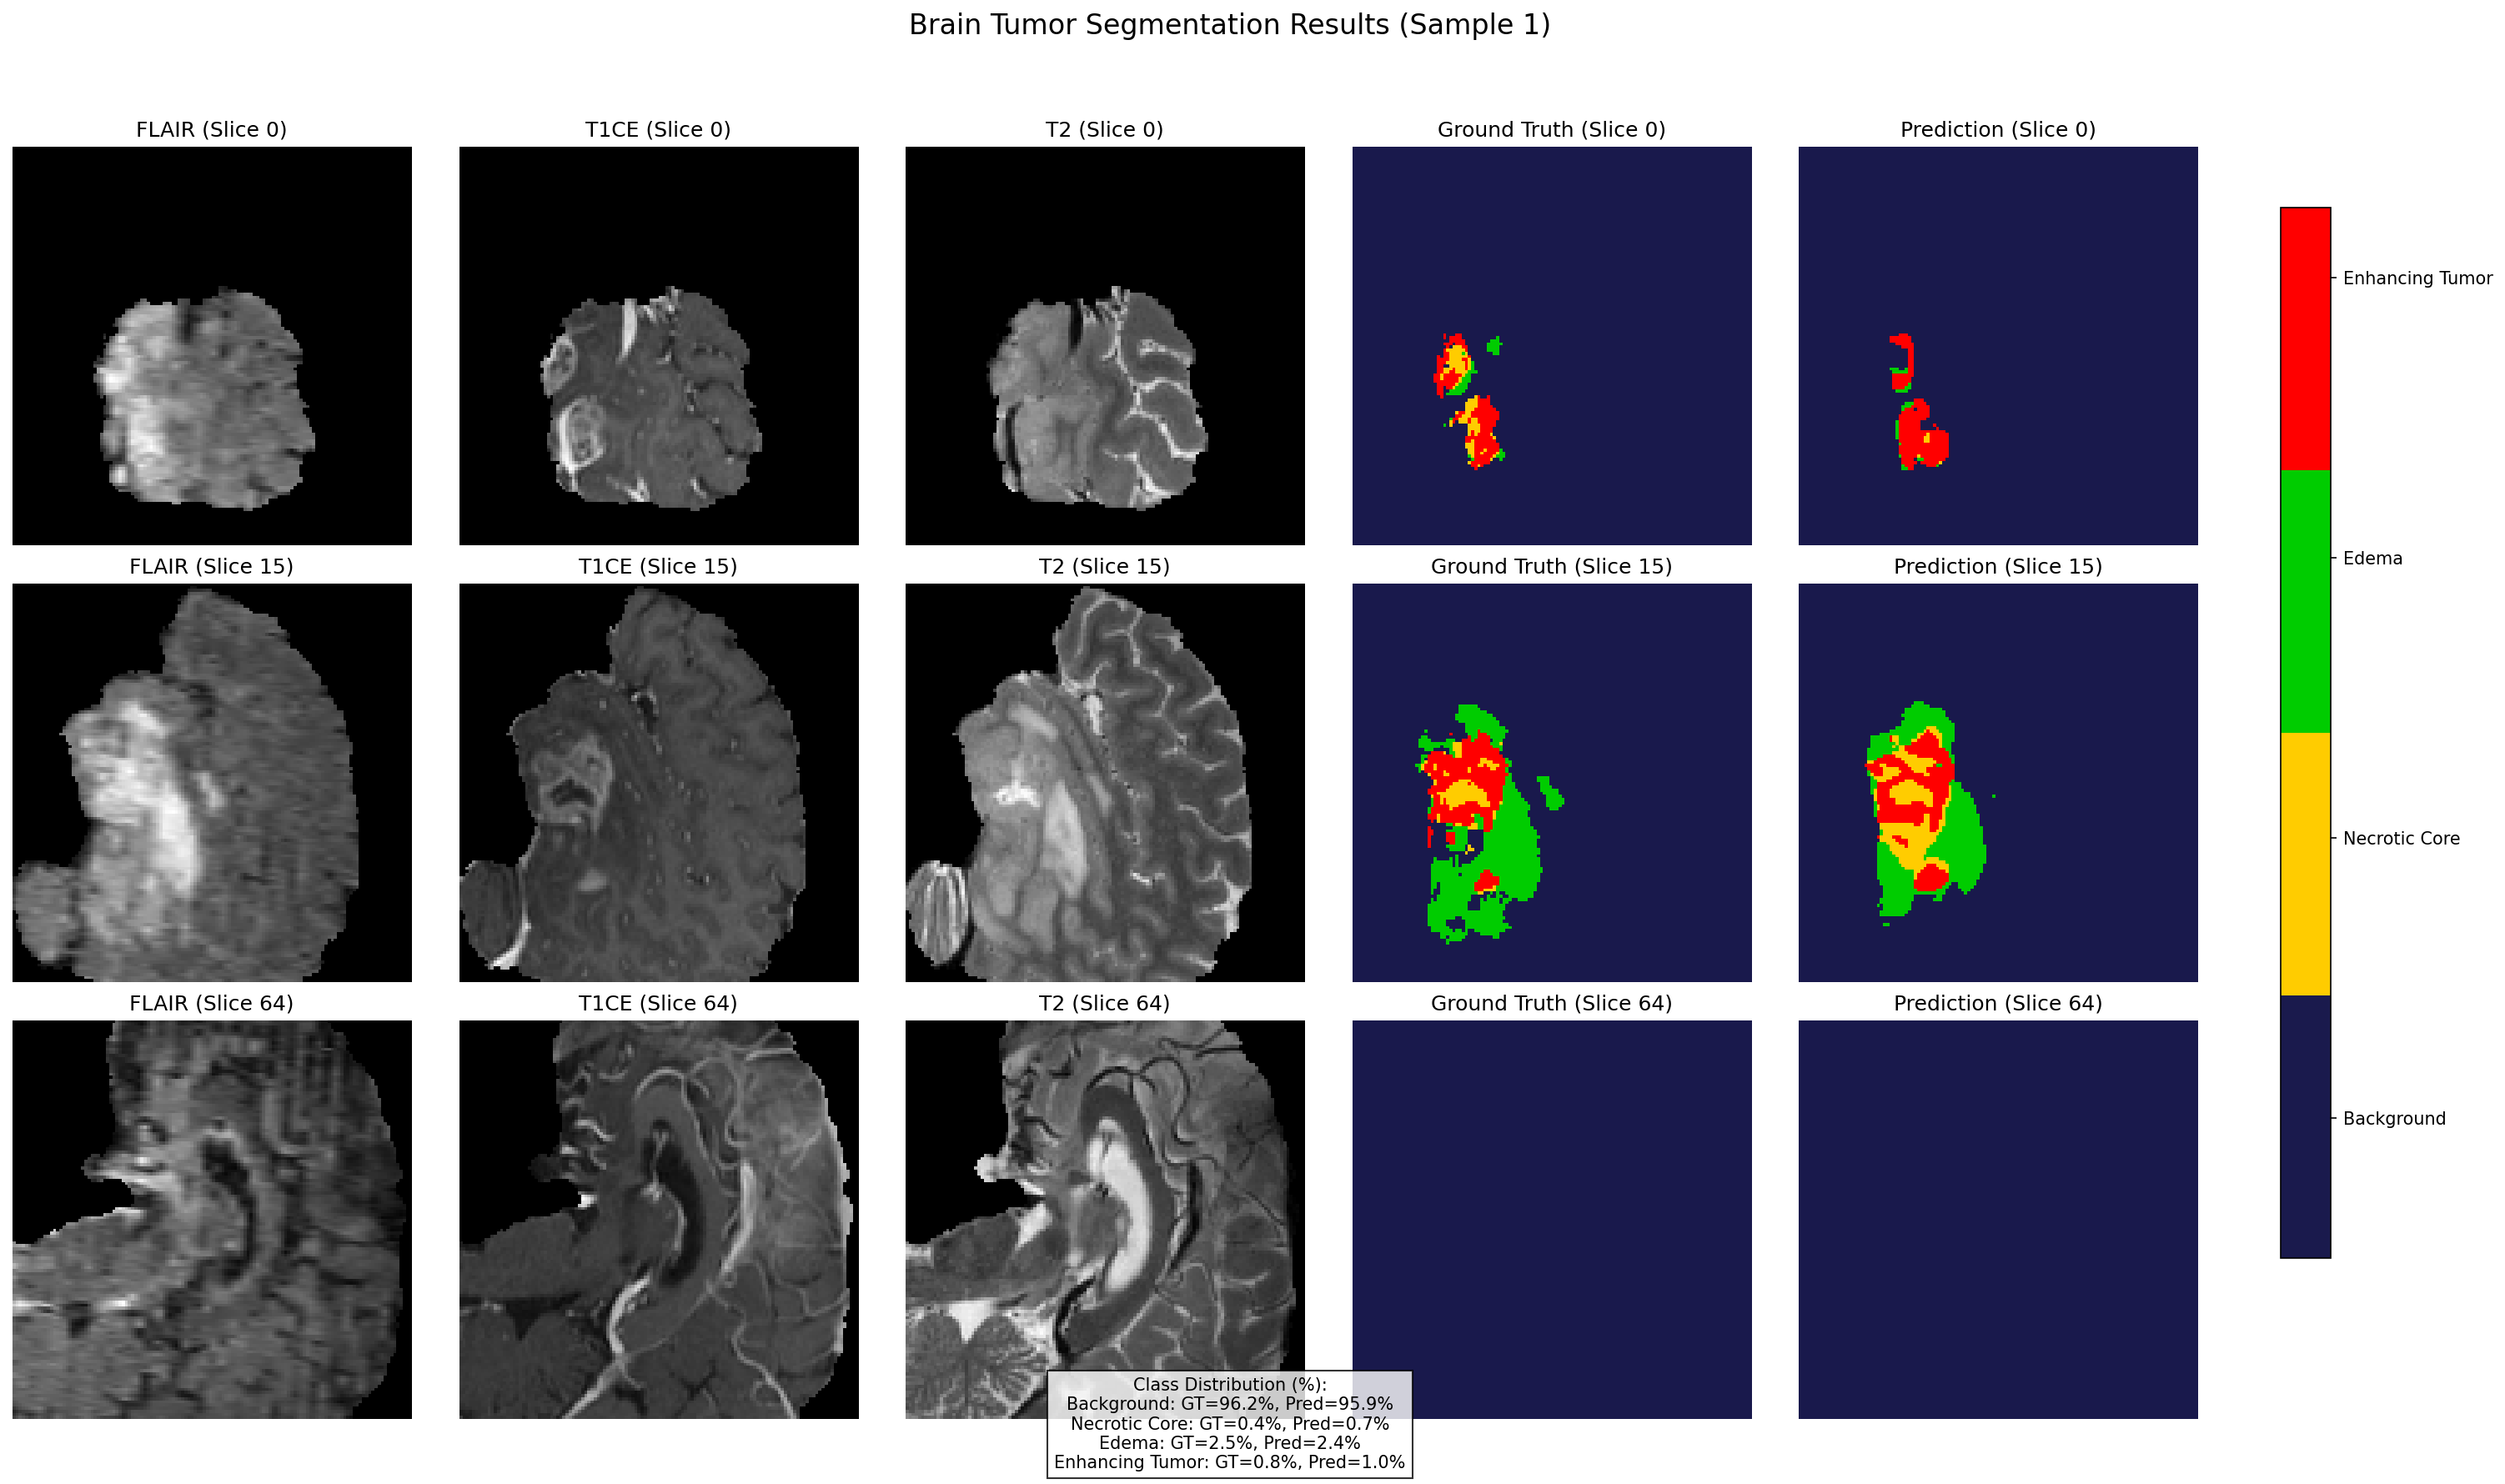 Brain Tumor Segmentation Results (Sample 1)
FLAIR (Slice 0)
T1CE (Slice 0)
T2 (Slice 0)
Ground Truth (Slice 0)
Prediction (Slice 0)
FLAIR (Slice 15)
T1CE (Slice 15)
T2 (Slice 15)
Ground Truth (Slice 15)
Prediction (Slice 15)
FLAIR (Slice 64)
T1CE (Slice 64)
T2 (Slice 64)
Ground Truth (Slice 64)
Prediction (Slice 64)
Enhancing Tumor
Edema
Necrotic Core
Background
Class Distribution (%):
Background: GT=96.2%, Pred=95.9%
Necrotic Core: GT=0.4%, Pred=0.7%
Edema: GT=2.5%, Pred=2.4%
Enhancing Tumor: GT=0.8%, Pred=1.0%